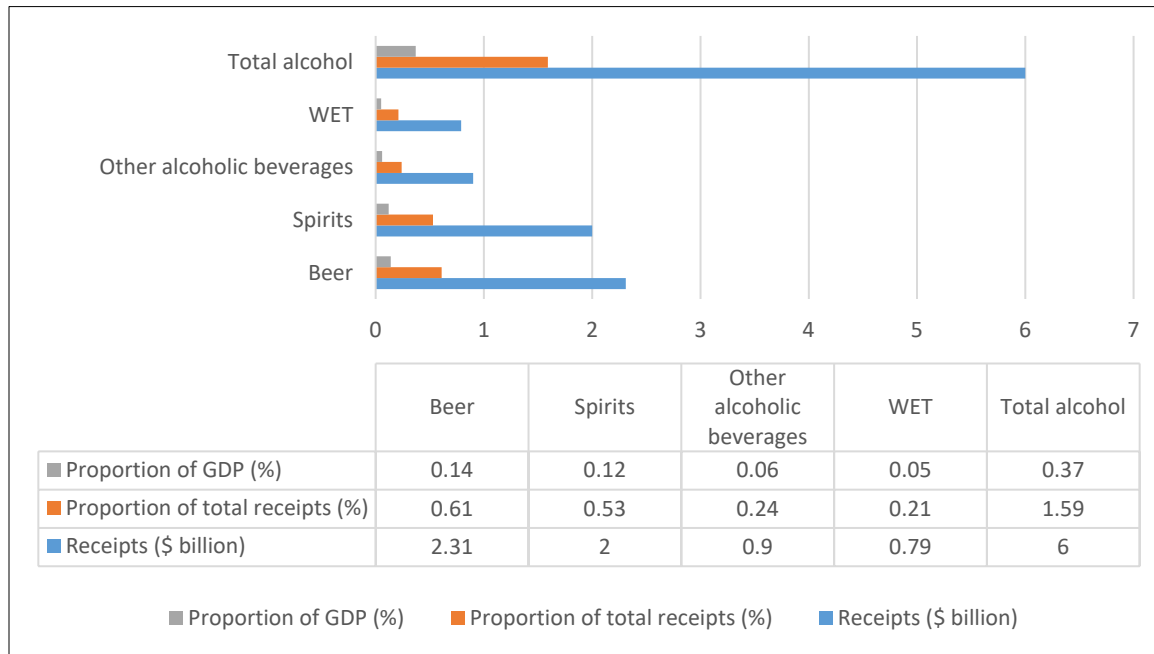 Total alcohol
WET
Other alcoholic beverages
Spirits
Beer
0 1 2 3 4 5 6 7
Beer Spirits Other alcoholic beverages WET Total alcohol
Proportion of GDP (%) 0.14 0.12 0.06 0.05 0.37
Proportion of total receipts (%) 0.61 0.53 0.24 0.21 1.59
Receipts ($ billion) 2.31 2 0.9 0.79 6
Proportion of GDP (%) Proportion of total receipts (%) Receipts ($ billion)